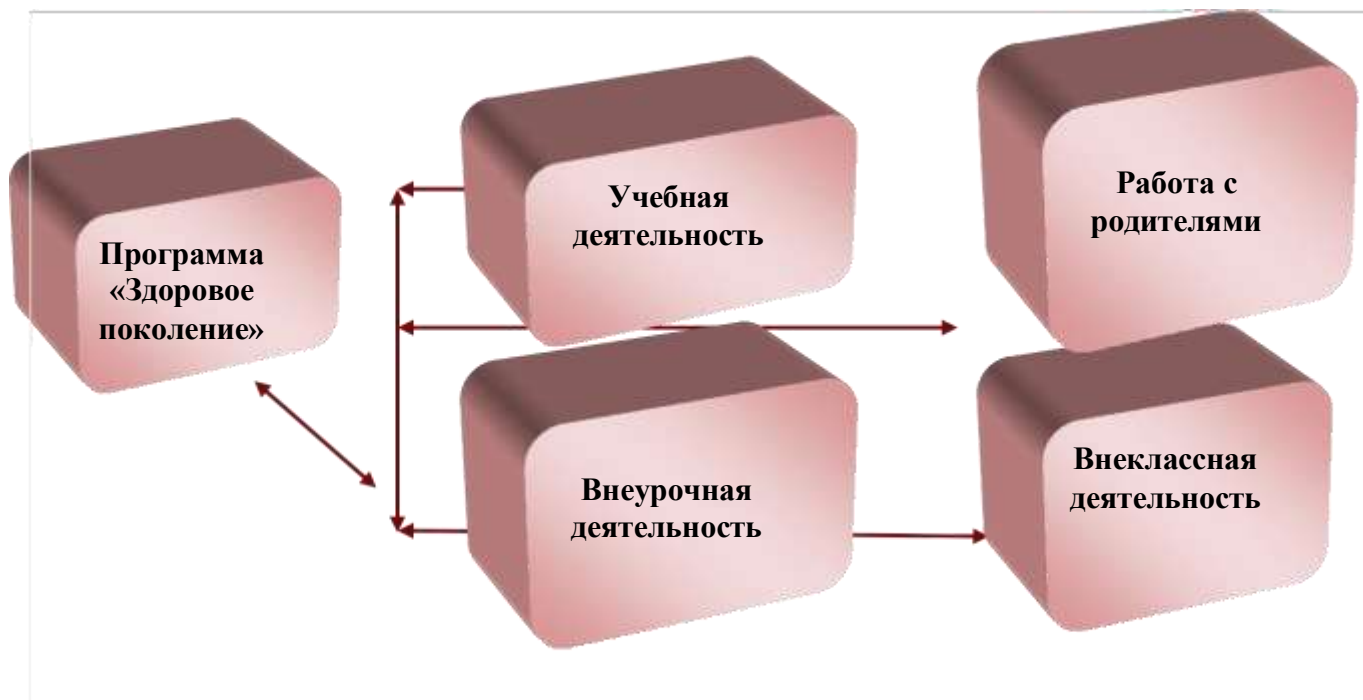 Программа
«Здоровое
поколение»
Учебная
деятельность
Работа с
родителями
Внеурочная
деятельность
Внеклассная
деятельность